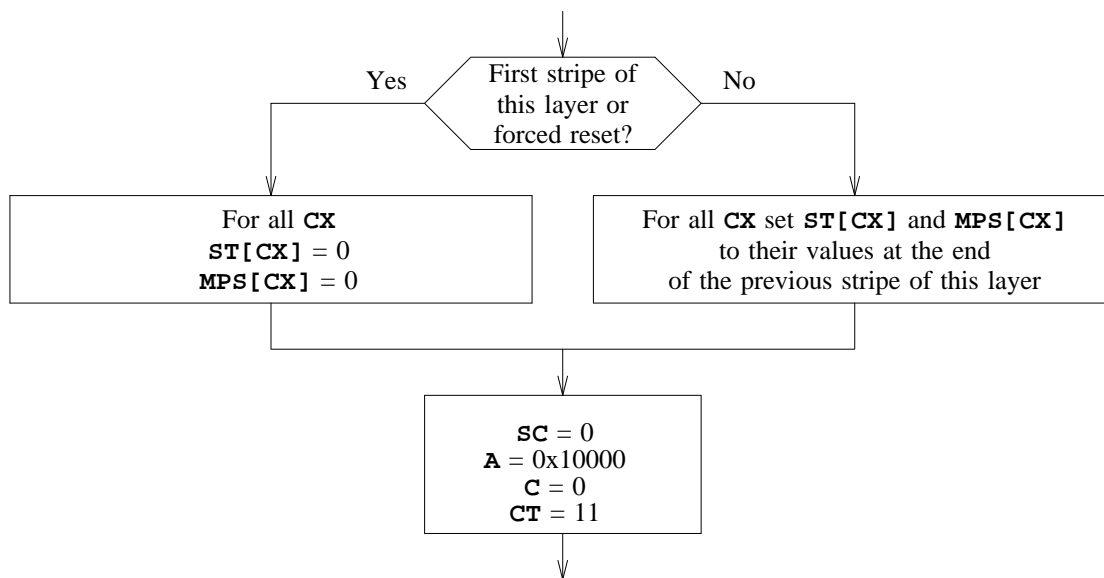 Yes
First stripe of
this layer or
forced reset?
No
For all CX
ST[CX] = 0
MPS[CX] = 0
For all CX set ST[CX] and MPS[CX]
to their values at the end
of the previous stripe of this layer
SC = 0
A = 0x10000
C = 0
CT = 11